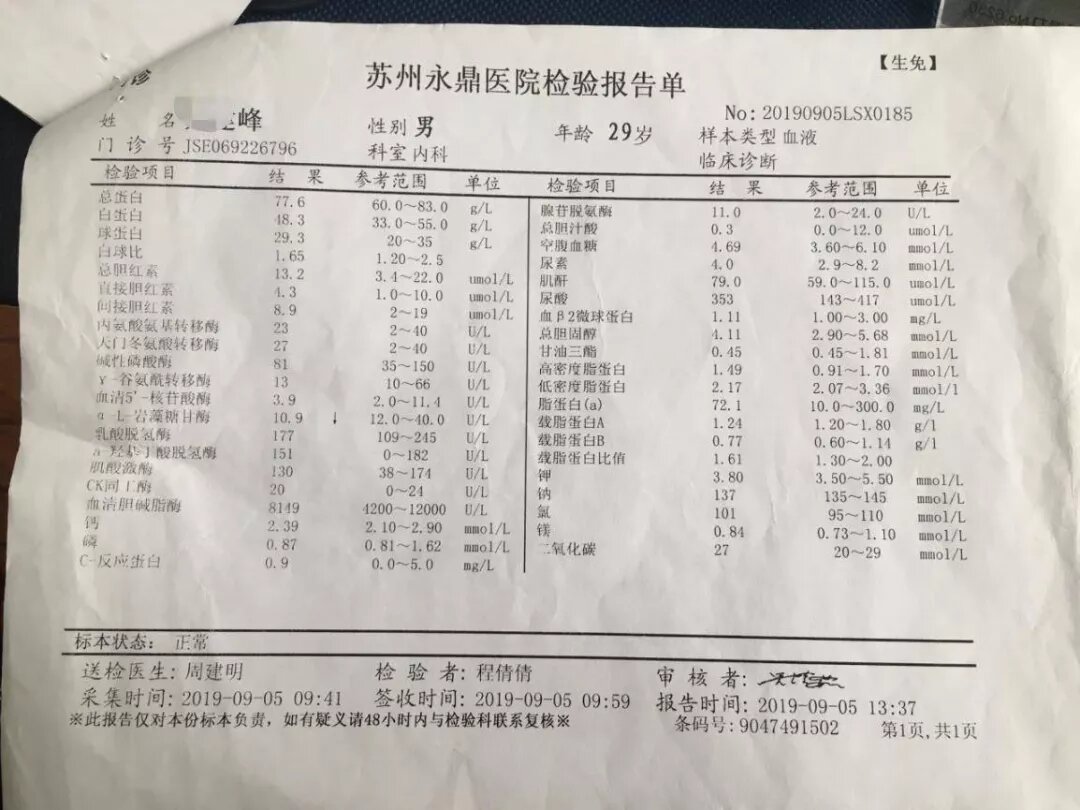 【生免】
苏州永鼎医院检验报告单
No: 20190905LSX0185
姓 名 峰 性别 男 年龄 29岁 样本类型 血液
门 诊 号 JSE069226796 科室 内科 临床诊断
检验项目 结 果 参考范围 单位 检验项目 结 果 参考范围 单位
总蛋白 77.6 60.0~83.0 g/L
白蛋白 48.3 33.0~55.0 g/L
球蛋白 29.3 20~35 g/L
白球比 1.65 1.20~2.5
总胆红素 13.2 3.4~22.0 umol/L
直接胆红素 4.3 1.0~10.0 umol/L
间接胆红素 8.9 2~19 umol/L
丙氨酸氨基转移酶 23 2~40 U/L
天门冬氨酸转移酶 27 2~40 U/L
碱性磷酸酶 81 35~150 U/L
γ-谷氨酰转移酶 13 10~66 U/L
血清5'-核苷酸酶 3.9 2.0~11.4 U/L
α-L-岩藻糖苷酶 10.9 ↓ 12.0~40.0 U/L
乳酸脱氢酶 177 109~245 U/L
a 羟基丁酸脱氢酶 151 0~182 U/L
肌酸激酶 130 38~174 U/L
CK同工酶 20 0~24 U/L
血清胆碱脂酶 8149 4200~12000 U/L
钙 2.39 2.10~2.90 mmol/L
磷 0.87 0.81~1.62 mmol/L
C-反应蛋白 0.9 0.0~5.0 mg/L
腺苷脱氨酶 11.0 2.0~24.0 U/L
总胆汁酸 0.3 0.0~12.0 umol/L
空腹血糖 4.69 3.60~6.10 mmol/L
尿素 4.0 2.9~8.2 mmol/L
肌酐 79.0 59.0~115.0 umol/L
尿酸 353 143~417 umol/L
血β2微球蛋白 1.11 1.00~3.00 mg/L
总胆固醇 4.11 2.90~5.68 mmol/L
甘油三酯 0.45 0.45~1.81 mmol/L
高密度脂蛋白 1.49 0.91~1.70 mmol/L
低密度脂蛋白 2.17 2.07~3.36 mmol/l
脂蛋白(a) 72.1 10.0~300.0 mg/L
载脂蛋白A 1.24 1.20~1.80 g/l
载脂蛋白B 0.77 0.60~1.14 g/l
载脂蛋白比值 1.61 1.30~2.00
钾 3.80 3.50~5.50 mmol/L
钠 137 135~145 mmol/L
氯 101 95~110 mmol/L
镁 0.84 0.73~1.10 mmol/L
二氧化碳 27 20~29 mmol/L
标本状态: 正常
送检医生: 周建明 检 验 者: 程倩倩 审 核 者:
采集时间: 2019-09-05 09:41 签收时间: 2019-09-05 09:59 报告时间: 2019-09-05 13:37
※此报告仅对本份标本负责，如有疑义请48小时内与检验科联系复核※ 条码号: 9047491502 第1页,共1页